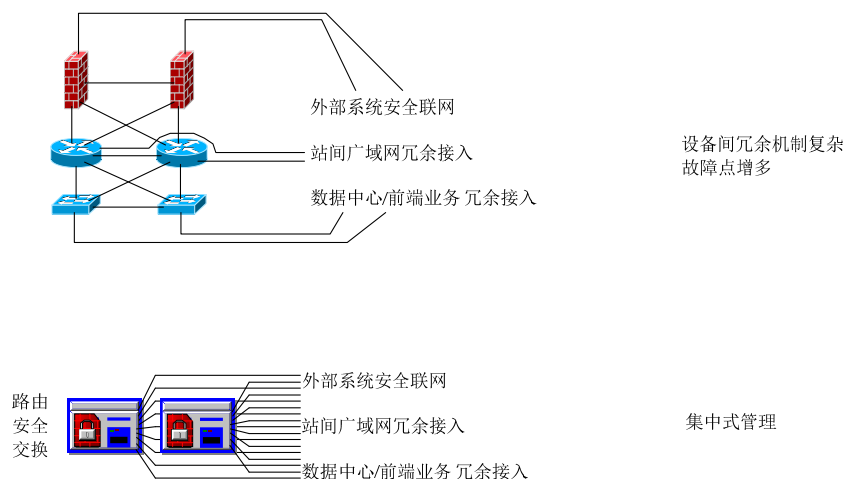 外部系统安全联网
站间广域网冗余接入
设备间冗余机制复杂
故障点增多
数据中心/前端业务 冗余接入
外部系统安全联网
路由
安全
交换
站间广域网冗余接入
集中式管理
数据中心/前端业务 冗余接入